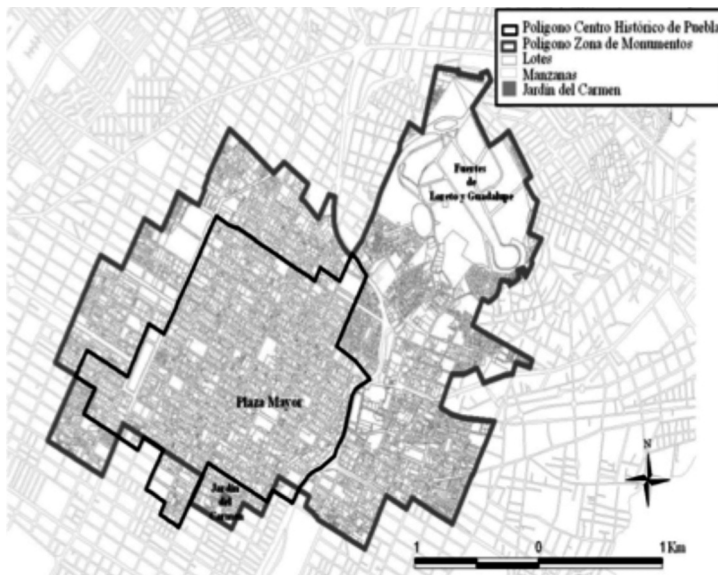 Polígono Centro Histórico de Puebla
Polígono Zona de Monumentos
Lotes
Manzanas
Jardín del Carmen
Fuertes
de
Loreto y Guadalupe
Plaza Mayor
Jardín
del
Carmen
N
1 0 1 Km